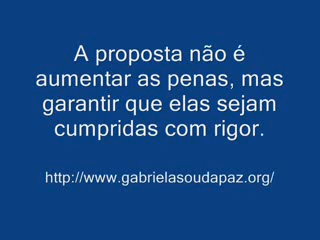 A proposta não é
aumentar as penas, mas
garantir que elas sejam
cumpridas com rigor.
http://www.gabrielasoudapaz.org/